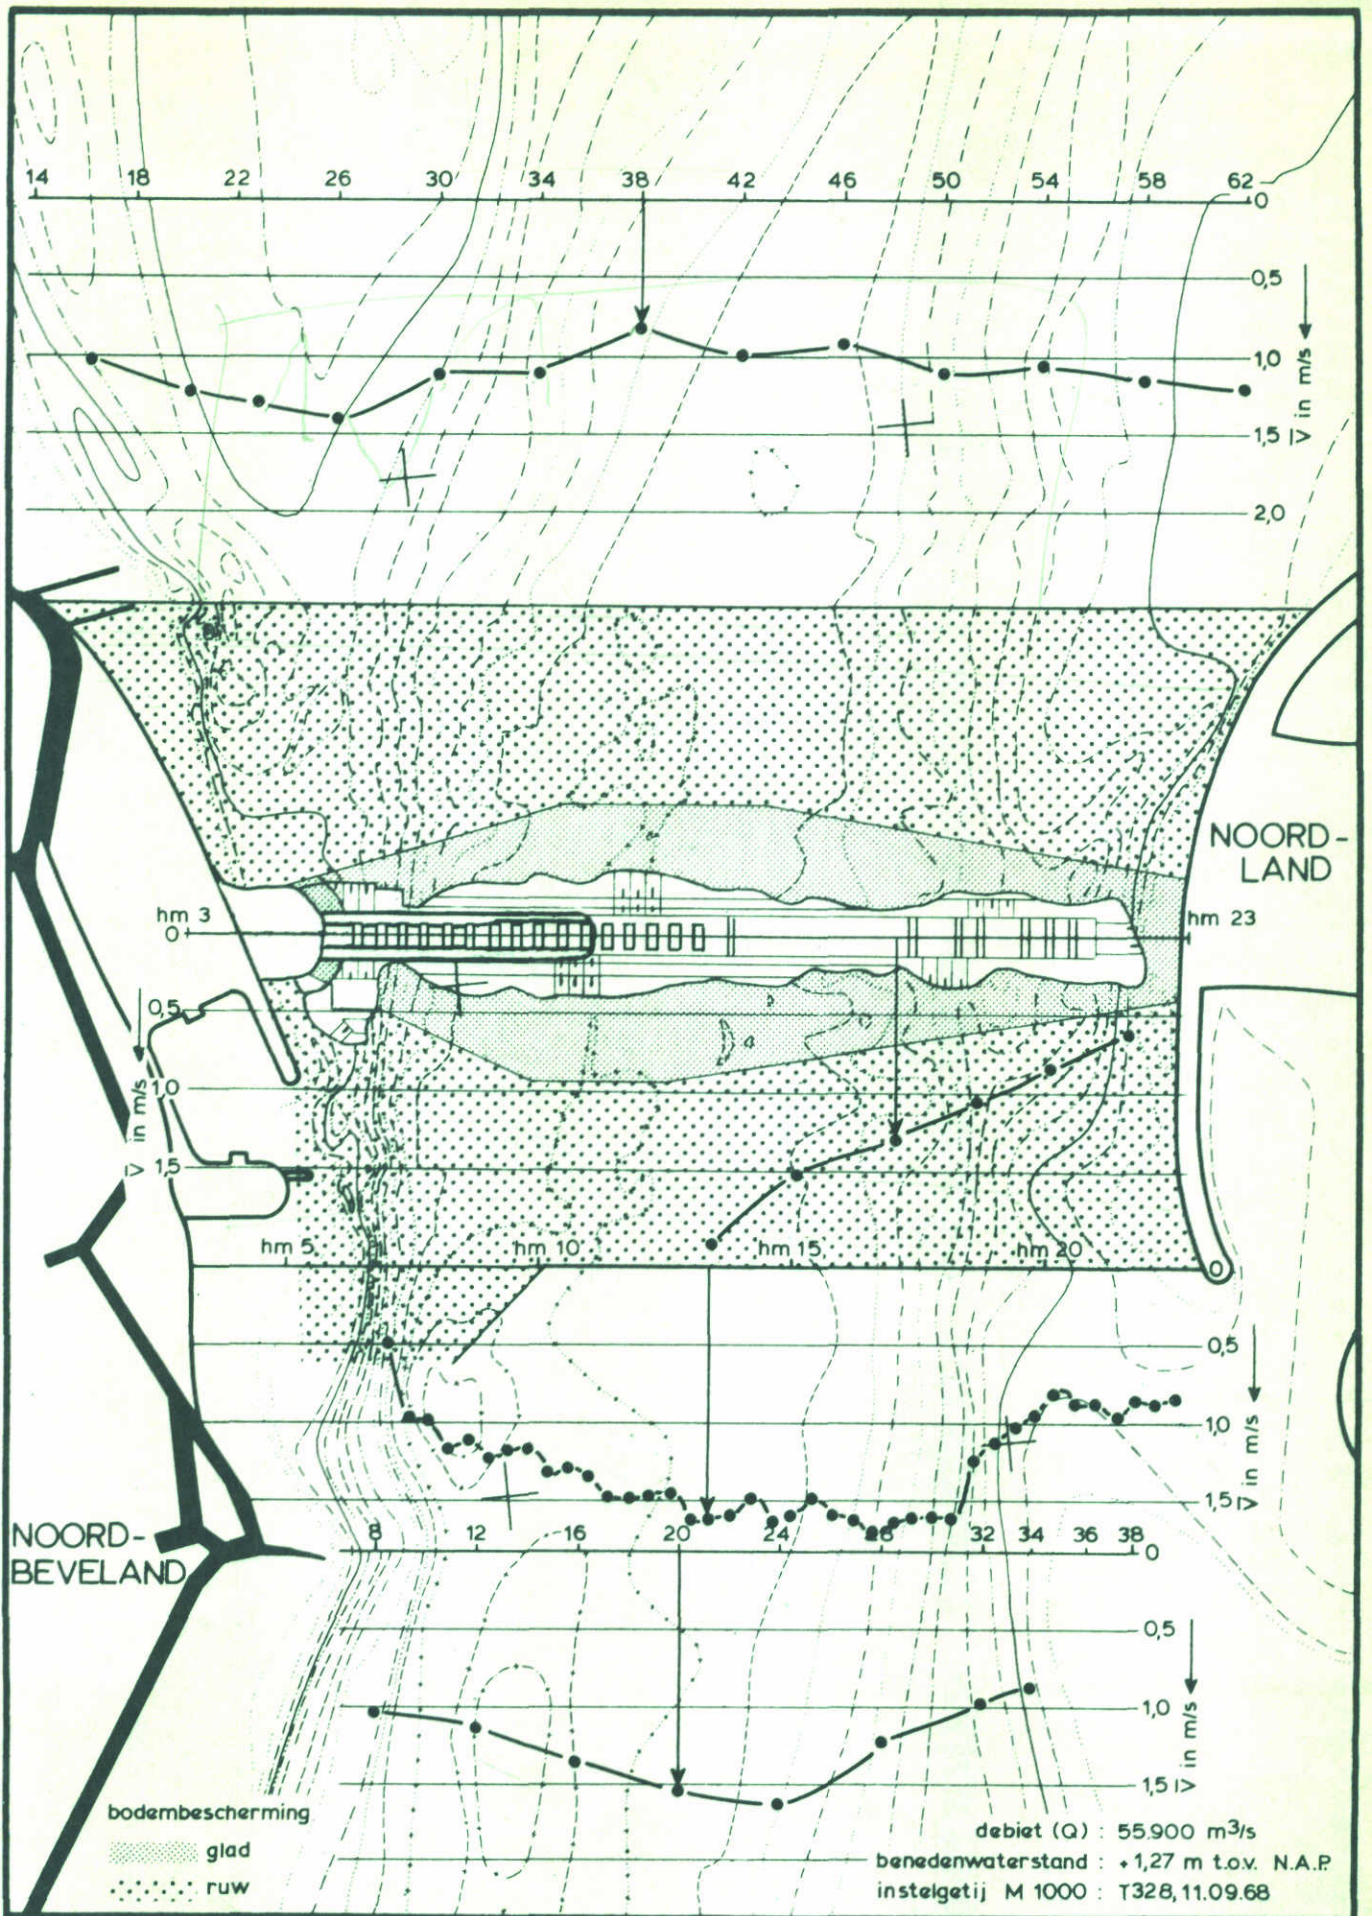 14 18 22 26 30 34 38 42 46 50 54 58 62
0
0,5
1,0
1,5
V̅ in m/s
2,0
NOORD-
LAND
hm 3
hm 23
0
0,5
1,0
V̅ in m/s
1,5
hm 5 hm 10 hm 15 hm 20
0
0,5
1,0
V̅ in m/s
1,5
NOORD-
BEVELAND
8 12 16 20 24 28 32 34 36 38
0
0,5
1,0
V̅ in m/s
1,5
bodembescherming
glad
ruw
debiet (Q) : 55.900 m³/s
benedenwaterstand : +1,27 m t.o.v. N.A.P.
instelgetij M 1000 : T328, 11.09.68